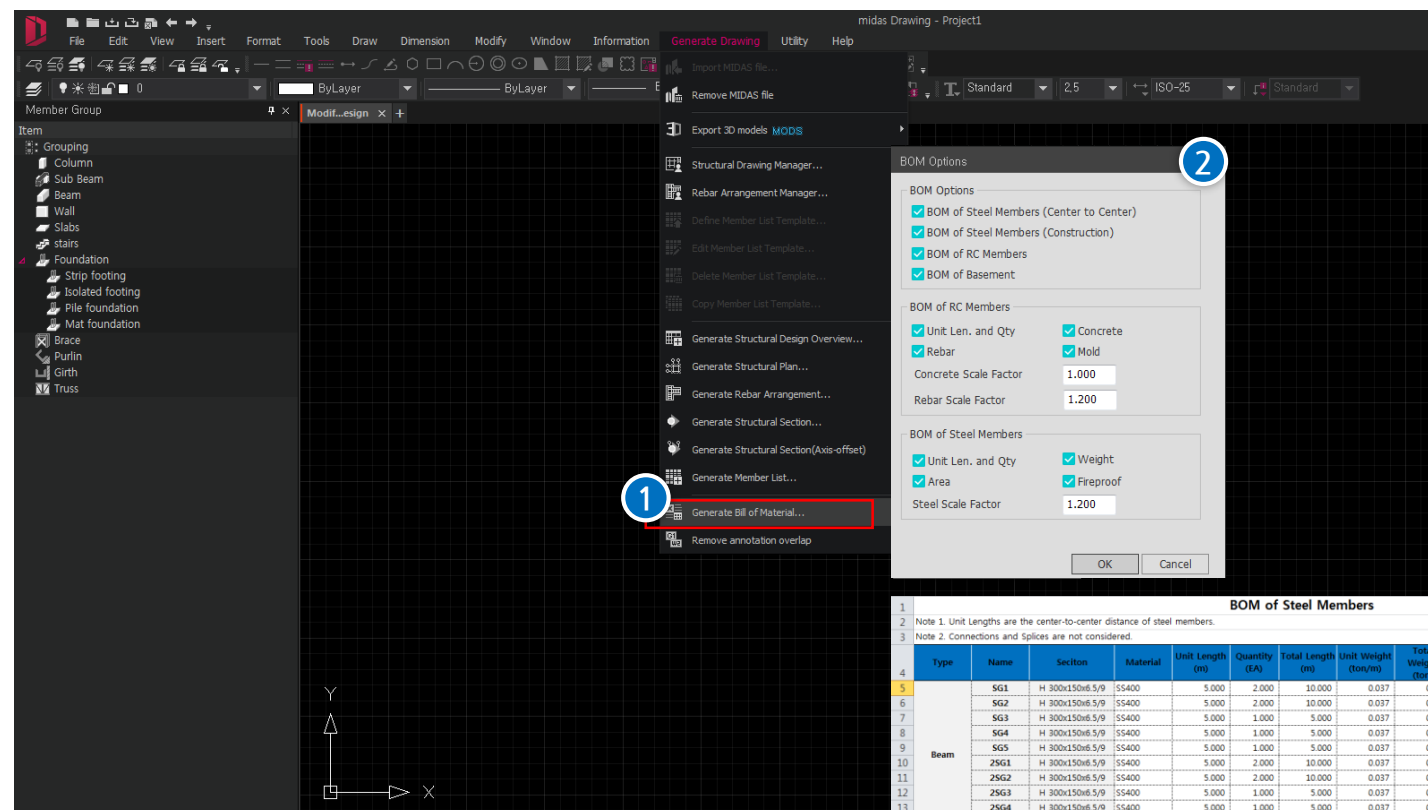 midas Drawing - Project1
File Edit View Insert Format Tools Draw Dimension Modify Window Information Generate Drawing Utility Help
0 ByLayer ByLayer Standard 2,5 ISO-25 Standard
Member Group
Modif...esign × +
Item
Grouping
Column
Sub Beam
Beam
Wall
Slabs
stairs
Foundation
Strip footing
Isolated footing
Pile foundation
Mat foundation
Brace
Purlin
Girth
Truss
Import MIDAS file...
Remove MIDAS file
Export 3D models MODS
Structural Drawing Manager...
Rebar Arrangement Manager...
Define Member List Template...
Edit Member List Template...
Delete Member List Template...
Copy Member List Template...
Generate Structural Design Overview...
Generate Structural Plan...
Generate Rebar Arrangement...
Generate Structural Section...
Generate Structural Section(Axis-offset)
Generate Member List...
1
Generate Bill of Material...
Remove annotation overlap
BOM Options
2
BOM Options
BOM of Steel Members (Center to Center)
BOM of Steel Members (Construction)
BOM of RC Members
BOM of Basement
BOM of RC Members
Unit Len. and Qty Concrete
Rebar Mold
Concrete Scale Factor 1.000
Rebar Scale Factor 1.200
BOM of Steel Members
Unit Len. and Qty Weight
Area Fireproof
Steel Scale Factor 1.200
OK Cancel
Y
X
1 BOM of Steel Members
2 Note 1. Unit Lengths are the center-to-center distance of steel members.
3 Note 2. Connections and Splices are not considered.
4 Type Name Seciton Material Unit Length (m) Quantity (EA) Total Length (m) Unit Weight (ton/m)
5 SG1 H 300x150x6.5/9 SS400 5.000 2.000 10.000 0.037
6 SG2 H 300x150x6.5/9 SS400 5.000 2.000 10.000 0.037
7 SG3 H 300x150x6.5/9 SS400 5.000 1.000 5.000 0.037
8 SG4 H 300x150x6.5/9 SS400 5.000 1.000 5.000 0.037
9 SG5 H 300x150x6.5/9 SS400 5.000 1.000 5.000 0.037
10 Beam 2SG1 H 300x150x6.5/9 SS400 5.000 2.000 10.000 0.037
11 2SG2 H 300x150x6.5/9 SS400 5.000 2.000 10.000 0.037
12 2SG3 H 300x150x6.5/9 SS400 5.000 1.000 5.000 0.037
13 2SG4 H 300x150x6.5/9 SS400 5.000 1.000 5.000 0.037